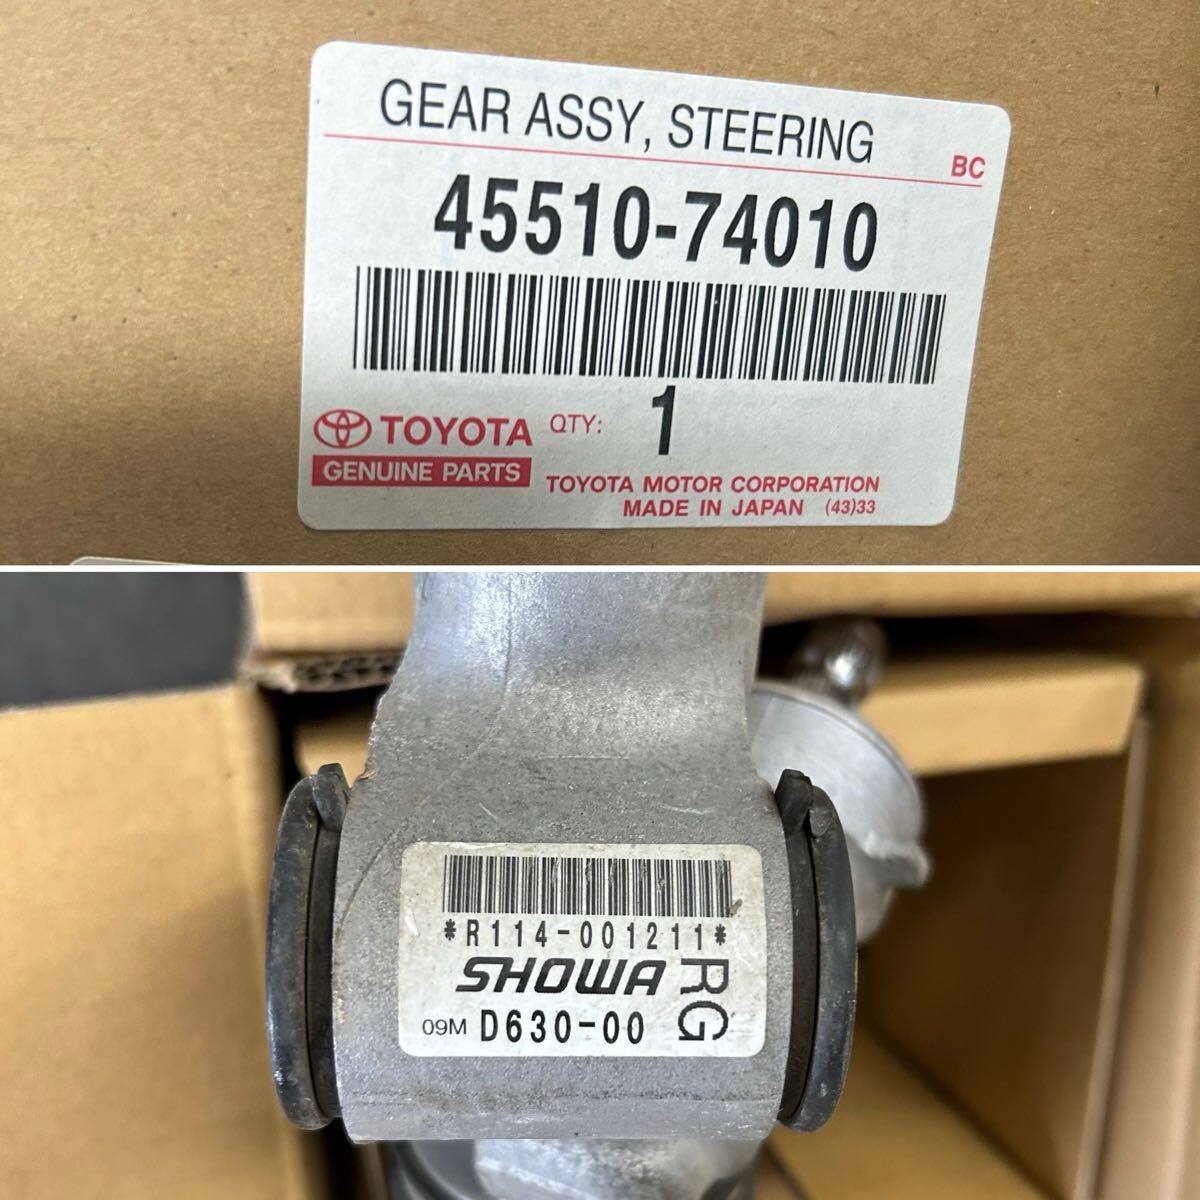 GEAR ASSY, STEERING
BC
45510-74010
TOYOTA QTY: 1
GENUINE PARTS
TOYOTA MOTOR CORPORATION
MADE IN JAPAN (43)33
*R114-001211*
SHOWA
RG
09M D630-00